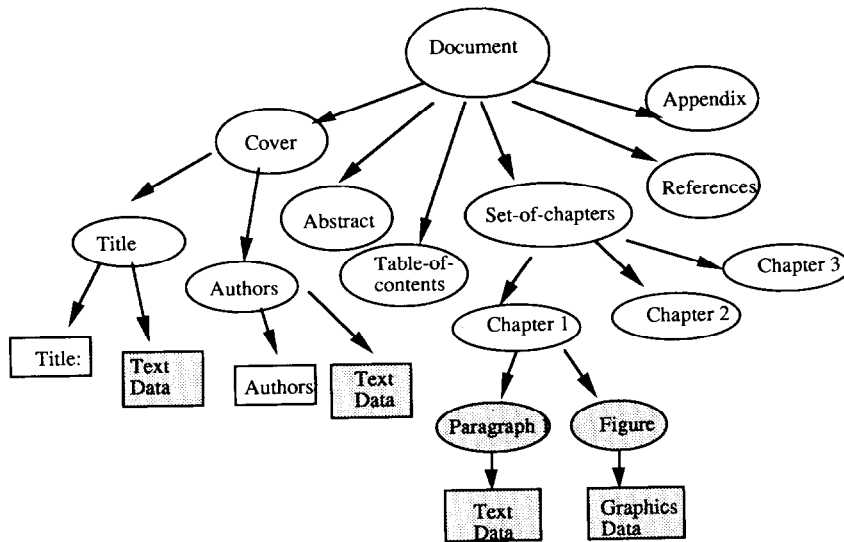 Document
Appendix
Cover
References
Abstract
Set-of-chapters
Title
Table-of-
contents
Chapter 3
Authors
Chapter 1
Chapter 2
Title:
Text
Data
Authors
Text
Data
Paragraph
Figure
Text
Data
Graphics
Data